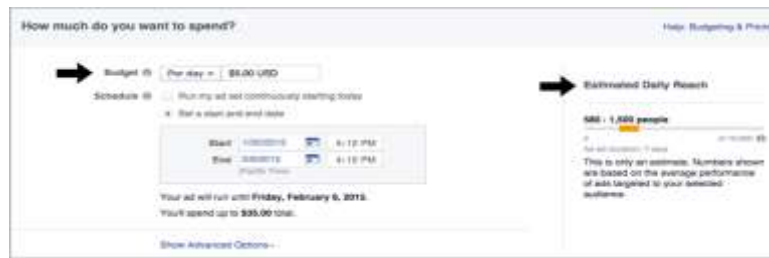 How much do you want to spend?
Help: Budgeting &
Budget
Per day
$5.00 USD
Estimated Daily Reach
Schedule
Run my ad set continuously starting today
Set a start and end date
- 1,500 people
Start
4:10 PM
End
4:10 PM
(Pacific Time)
This is only an estimate. Numbers shown
are based on the average performance
of ads targeted to your selected
audience.
Your ad will run until Friday, February 6, 2015.
You'll spend up to $35.00 total.
Show Advanced Options